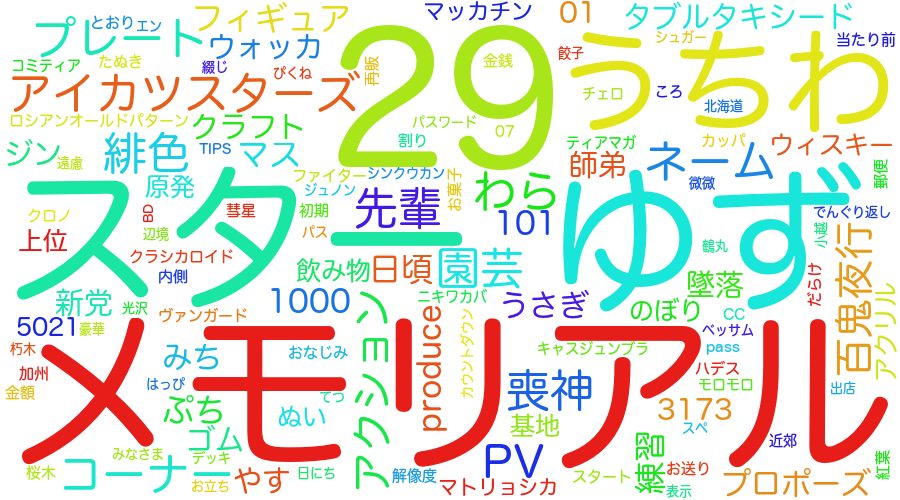 とおり
エン
フィギュア
マッカチン
01
タブルタキシード
プレート
ウォッカ
29
うちわ
シュガー
当たり前
コミティア
たぬき
綴じ
ぴくね
再販
金銭
餃子
アイカツスターズ
チェロ
ころ
北海道
ロシアンオールドパターン
クラフト
パスワード
07
ティアマガ
カッパ
ウィスキー
ジン
遠慮
緋色
TIPS
マス
割り
師弟
ネーム
郵便
原発
ファイター
シンクウカン
ジュノン
お菓子
わら
微微
スター
ゆず
クロノ
BD
彗星
初期
先輩
101
でんぐり返し
上位
辺境
パス
小越
クラシカロイド
内側
飲み物
日頃
園芸
鶴丸
百鬼夜行
新党
光沢
1000
ニキワカバ
うさぎ
墜落
だらけ
のぼり
CC
アクリル
5021
豪華
ヴァンガード
アクション
produce
カウントダウン
ベッサム
メモリアル
朽木
みち
おなじみ
キャスジュンブラ
pass
加州
はっぴ
喪神
ハデス
モロモロ
出店
金額
ぷち
ぬい
てつ
3173
スペ
基地
みなさま
ゴム
近郊
桜木
コーナー
デッキ
お立ち
やす
日にち
解像度
PV
マトリョシカ
スタート
練習
お送り
表示
プロポーズ
紅葉